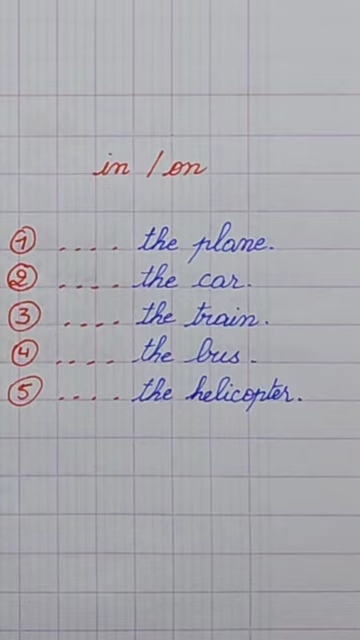 in / on
1 .... the plane.
2 .... the car.
3 .... the train.
4 .... the bus.
5 .... the helicopter.